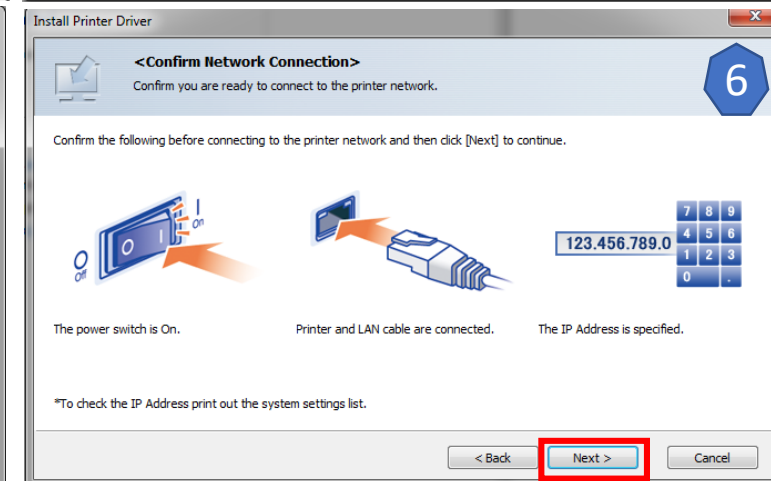 Install Printer Driver
x
<Confirm Network Connection>
Confirm you are ready to connect to the printer network.
6
Confirm the following before connecting to the printer network and then click [Next] to continue.
O I
I
On
O
Off
123.456.789.0
7 8 9
4 5 6
1 2 3
0 .
The power switch is On.
Printer and LAN cable are connected.
The IP Address is specified.
*To check the IP Address print out the system settings list.
< Back
Next >
Cancel